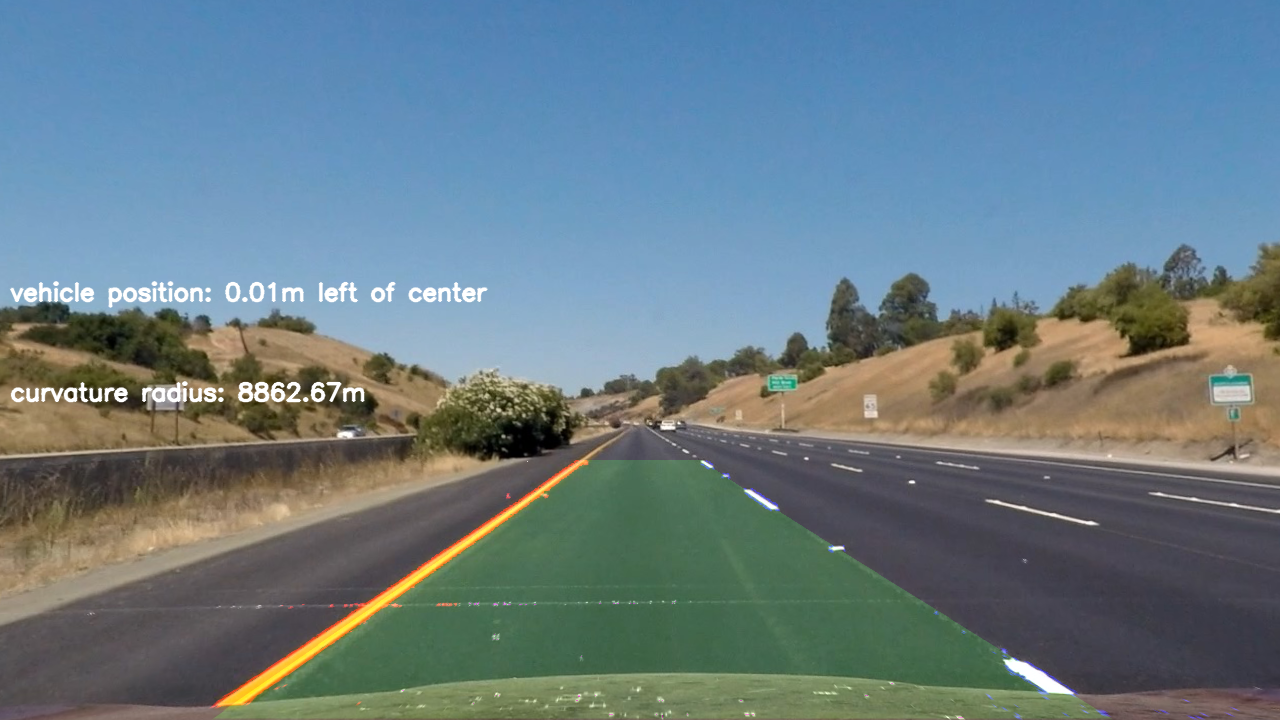 vehicle position: 0.01m left of center
curvature radius: 8862.67m